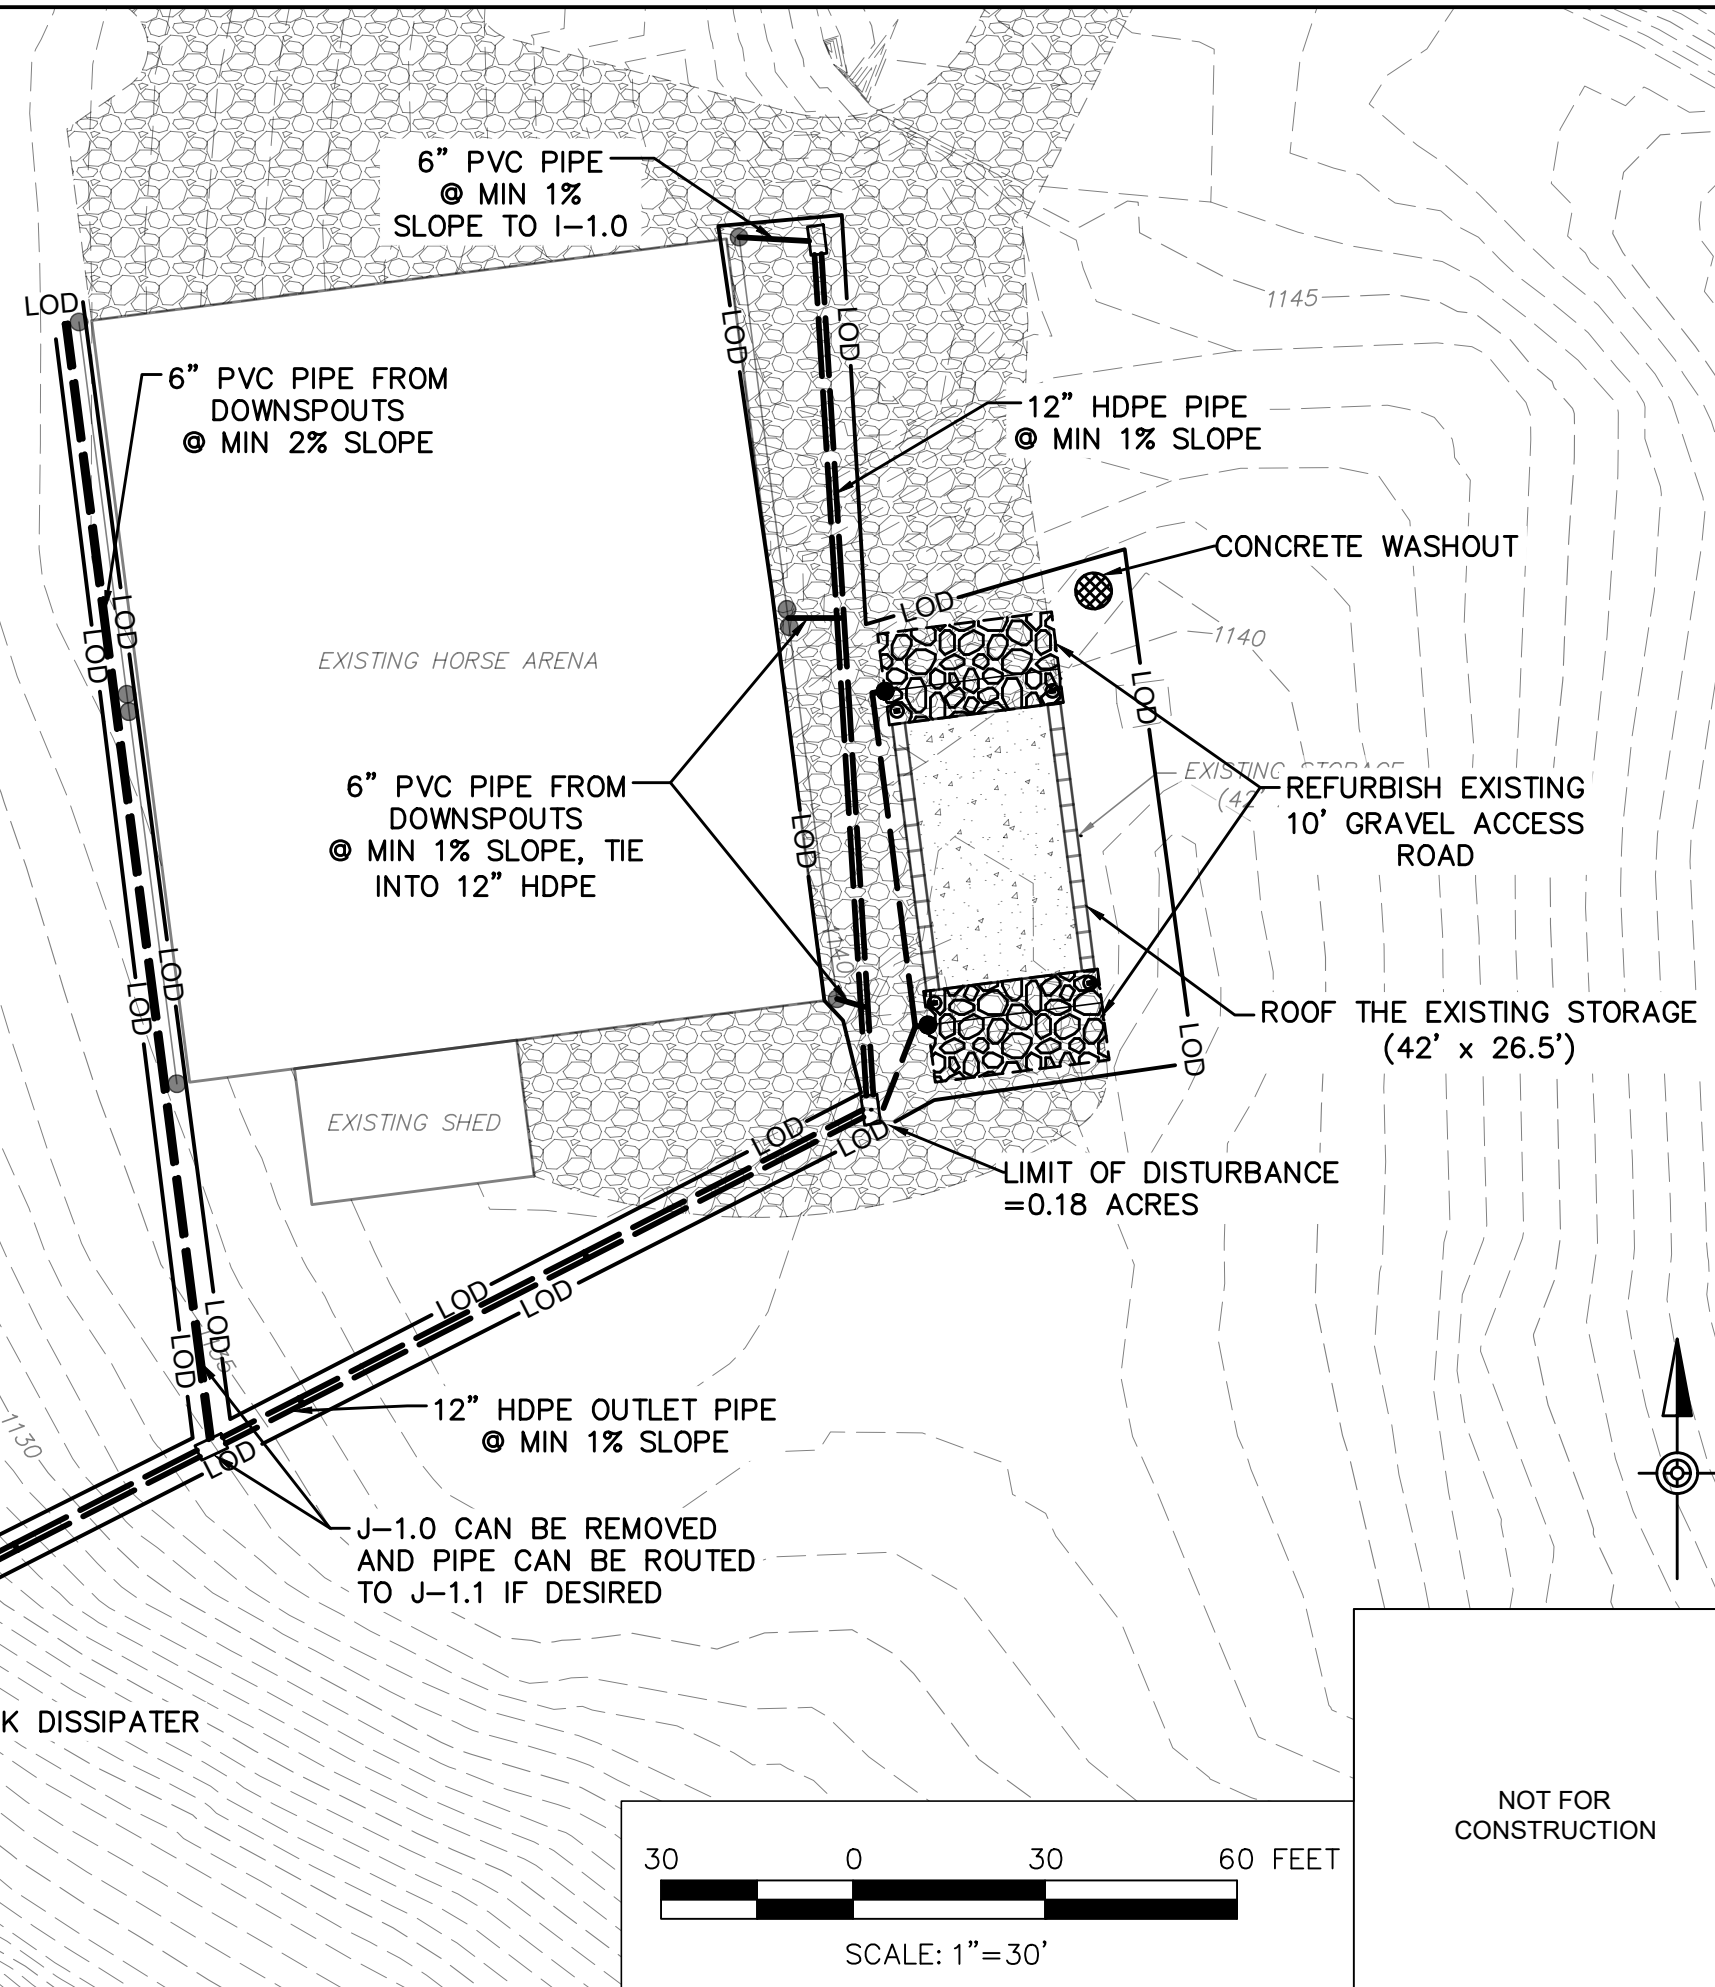 6” PVC PIPE
@ MIN 1%
SLOPE TO I-1.0
1145
LOD
6” PVC PIPE FROM
DOWNSPOUTS
@ MIN 2% SLOPE
LOD
LOD
12” HDPE PIPE
@ MIN 1% SLOPE
CONCRETE WASHOUT
LOD
1140
LOD
LOD
EXISTING HORSE ARENA
LOD
EXISTING STORAGE
(42'
REFURBISH EXISTING
10’ GRAVEL ACCESS
ROAD
6” PVC PIPE FROM
DOWNSPOUTS
@ MIN 1% SLOPE, TIE
INTO 12” HDPE
LOD
1140
LOD
LOD
ROOF THE EXISTING STORAGE
(42’ x 26.5’)
LOD
EXISTING SHED
LOD
LOD
LIMIT OF DISTURBANCE
=0.18 ACRES
LOD
LOD
LOD
LOD
1130
12” HDPE OUTLET PIPE
@ MIN 1% SLOPE
LOD
J-1.0 CAN BE REMOVED
AND PIPE CAN BE ROUTED
TO J-1.1 IF DESIRED
K DISSIPATER
NOT FOR
CONSTRUCTION
30 0 30 60 FEET
SCALE: 1”=30’